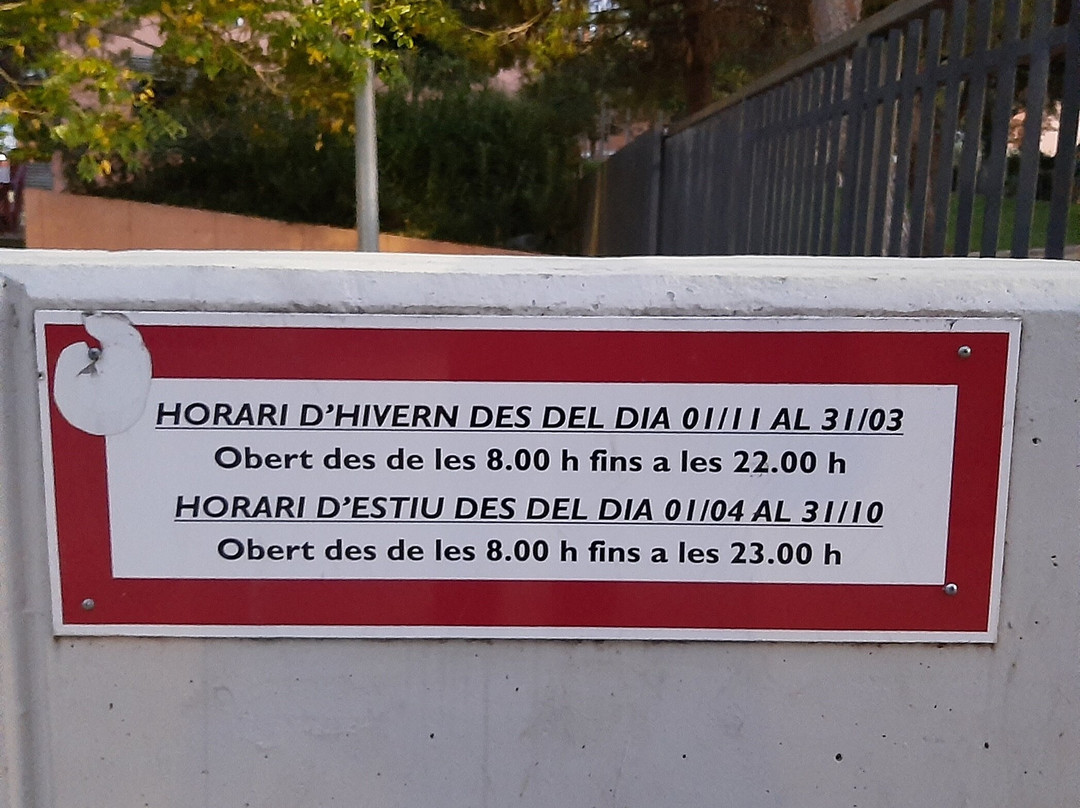 HORARI D'HIVERN DES DEL DIA 01/11 AL 31/03
Obert des de les 8.00 h fins a les 22.00 h
HORARI D'ESTIU DES DEL DIA 01/04 AL 31/10
Obert des de les 8.00 h fins a les 23.00 h